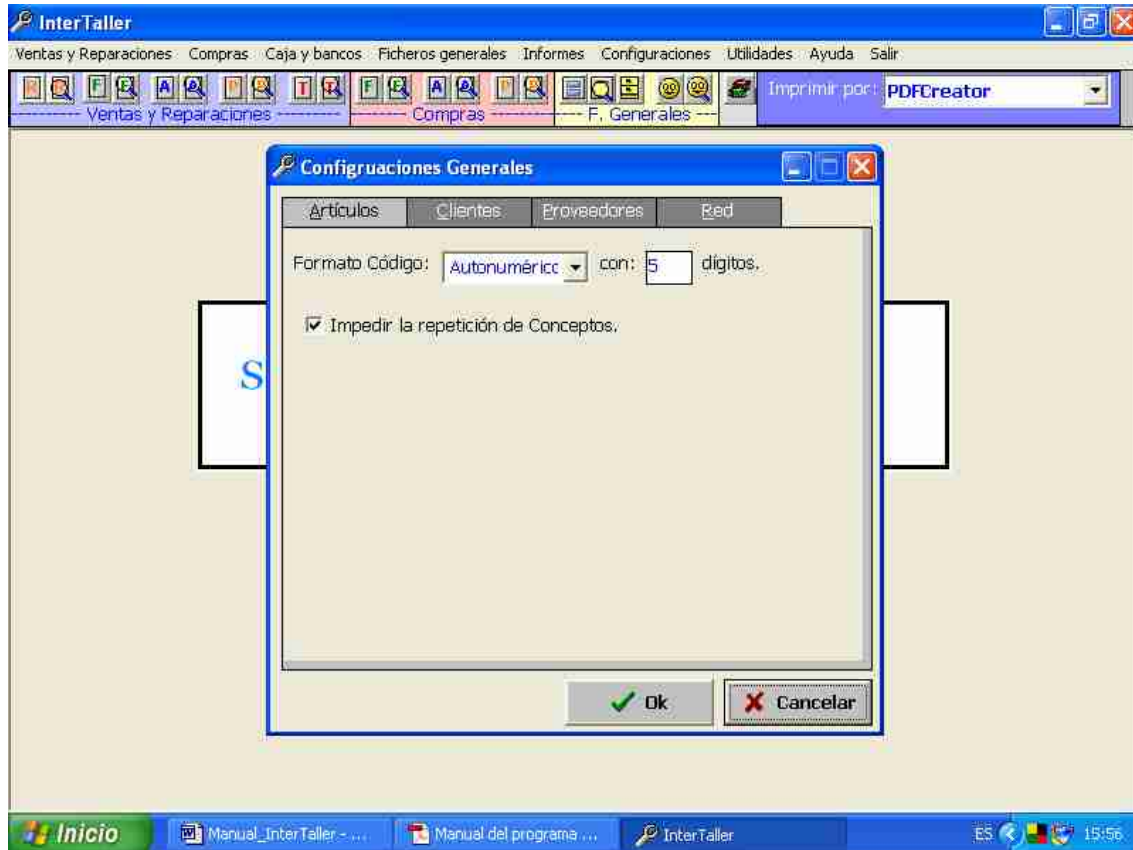 InterTaller
Ventas y Reparaciones Compras Caja y bancos Ficheros generales Informes Configuraciones Utilidades Ayuda Salir
R F F A A P P T T F F A A P P Imprimir por: PDFCreator
Ventas y Reparaciones Compras F. Generales
Configruaciones Generales
Artículos Clientes Proveedores Red
Formato Código: Autonuméric con: 5 dígitos.
Impedir la repetición de Conceptos.
S
Ok Cancelar
Inicio Manual_InterTaller - ... Manual del programa ... InterTaller ES 15:56